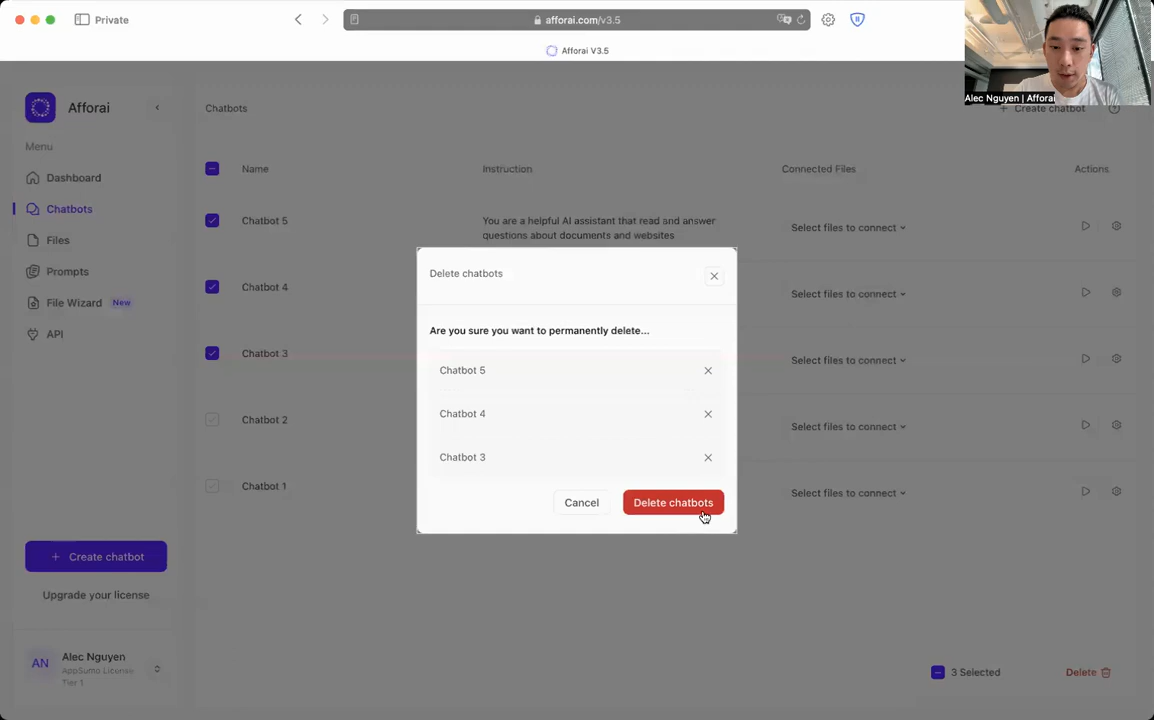 Private
afforai.com/v3.5
Afforai V3.5
Alec Nguyen | Afforai
Afforai
Chatbots
Create chatbot
Menu
Name
Instruction
Connected Files
Actions
Dashboard
Chatbots
Files
Prompts
File Wizard New
API
Chatbot 5
You are a helpful AI assistant that read and answer
questions about documents and websites
Select files to connect
Chatbot 4
Select files to connect
Chatbot 3
Select files to connect
Chatbot 2
Select files to connect
Chatbot 1
Select files to connect
Delete chatbots
Are you sure you want to permanently delete...
Chatbot 5
Chatbot 4
Chatbot 3
Cancel
Delete chatbots
+ Create chatbot
Upgrade your license
AN
Alec Nguyen
AppSumo License
Tier 1
3 Selected
Delete